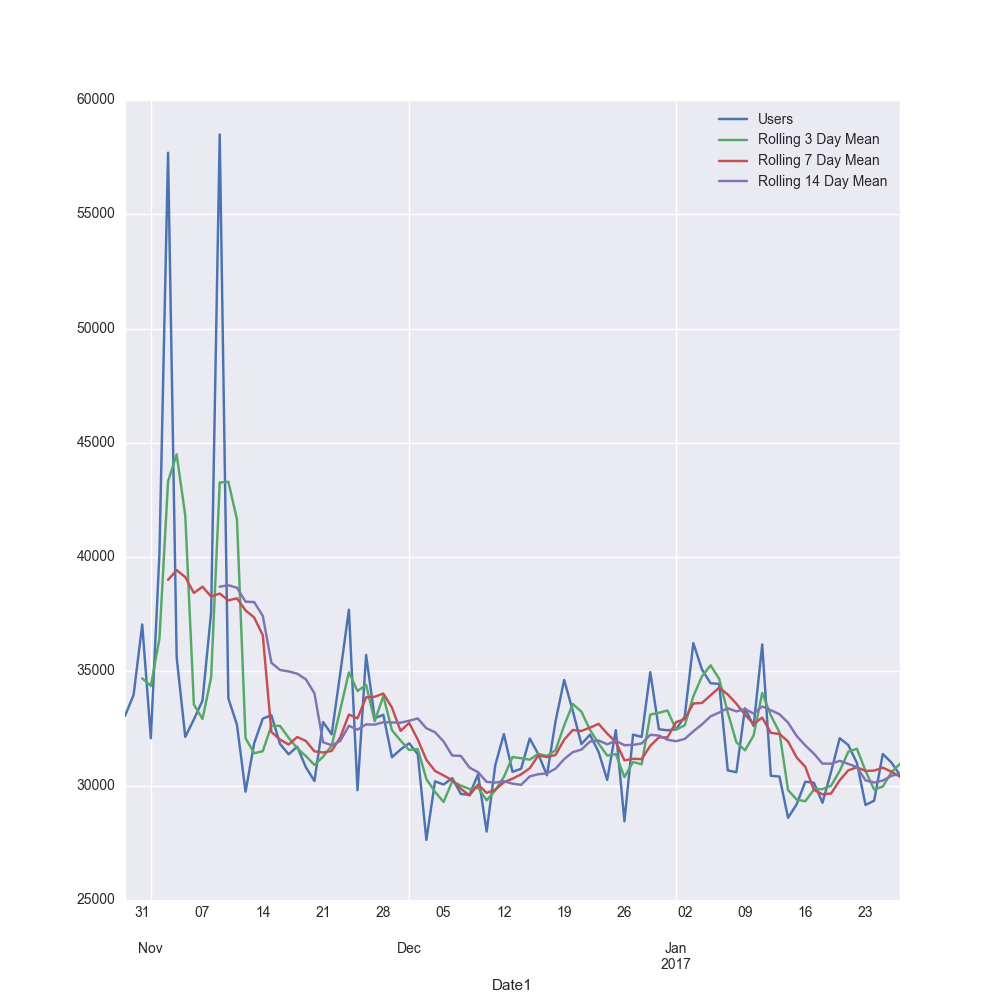 60000
55000
50000
45000
40000
35000
30000
25000
Users
Rolling 3 Day Mean
Rolling 7 Day Mean
Rolling 14 Day Mean
31 07 14 21 28 05 12 19 26 02 09 16 23
Nov Dec Jan
2017
Date1